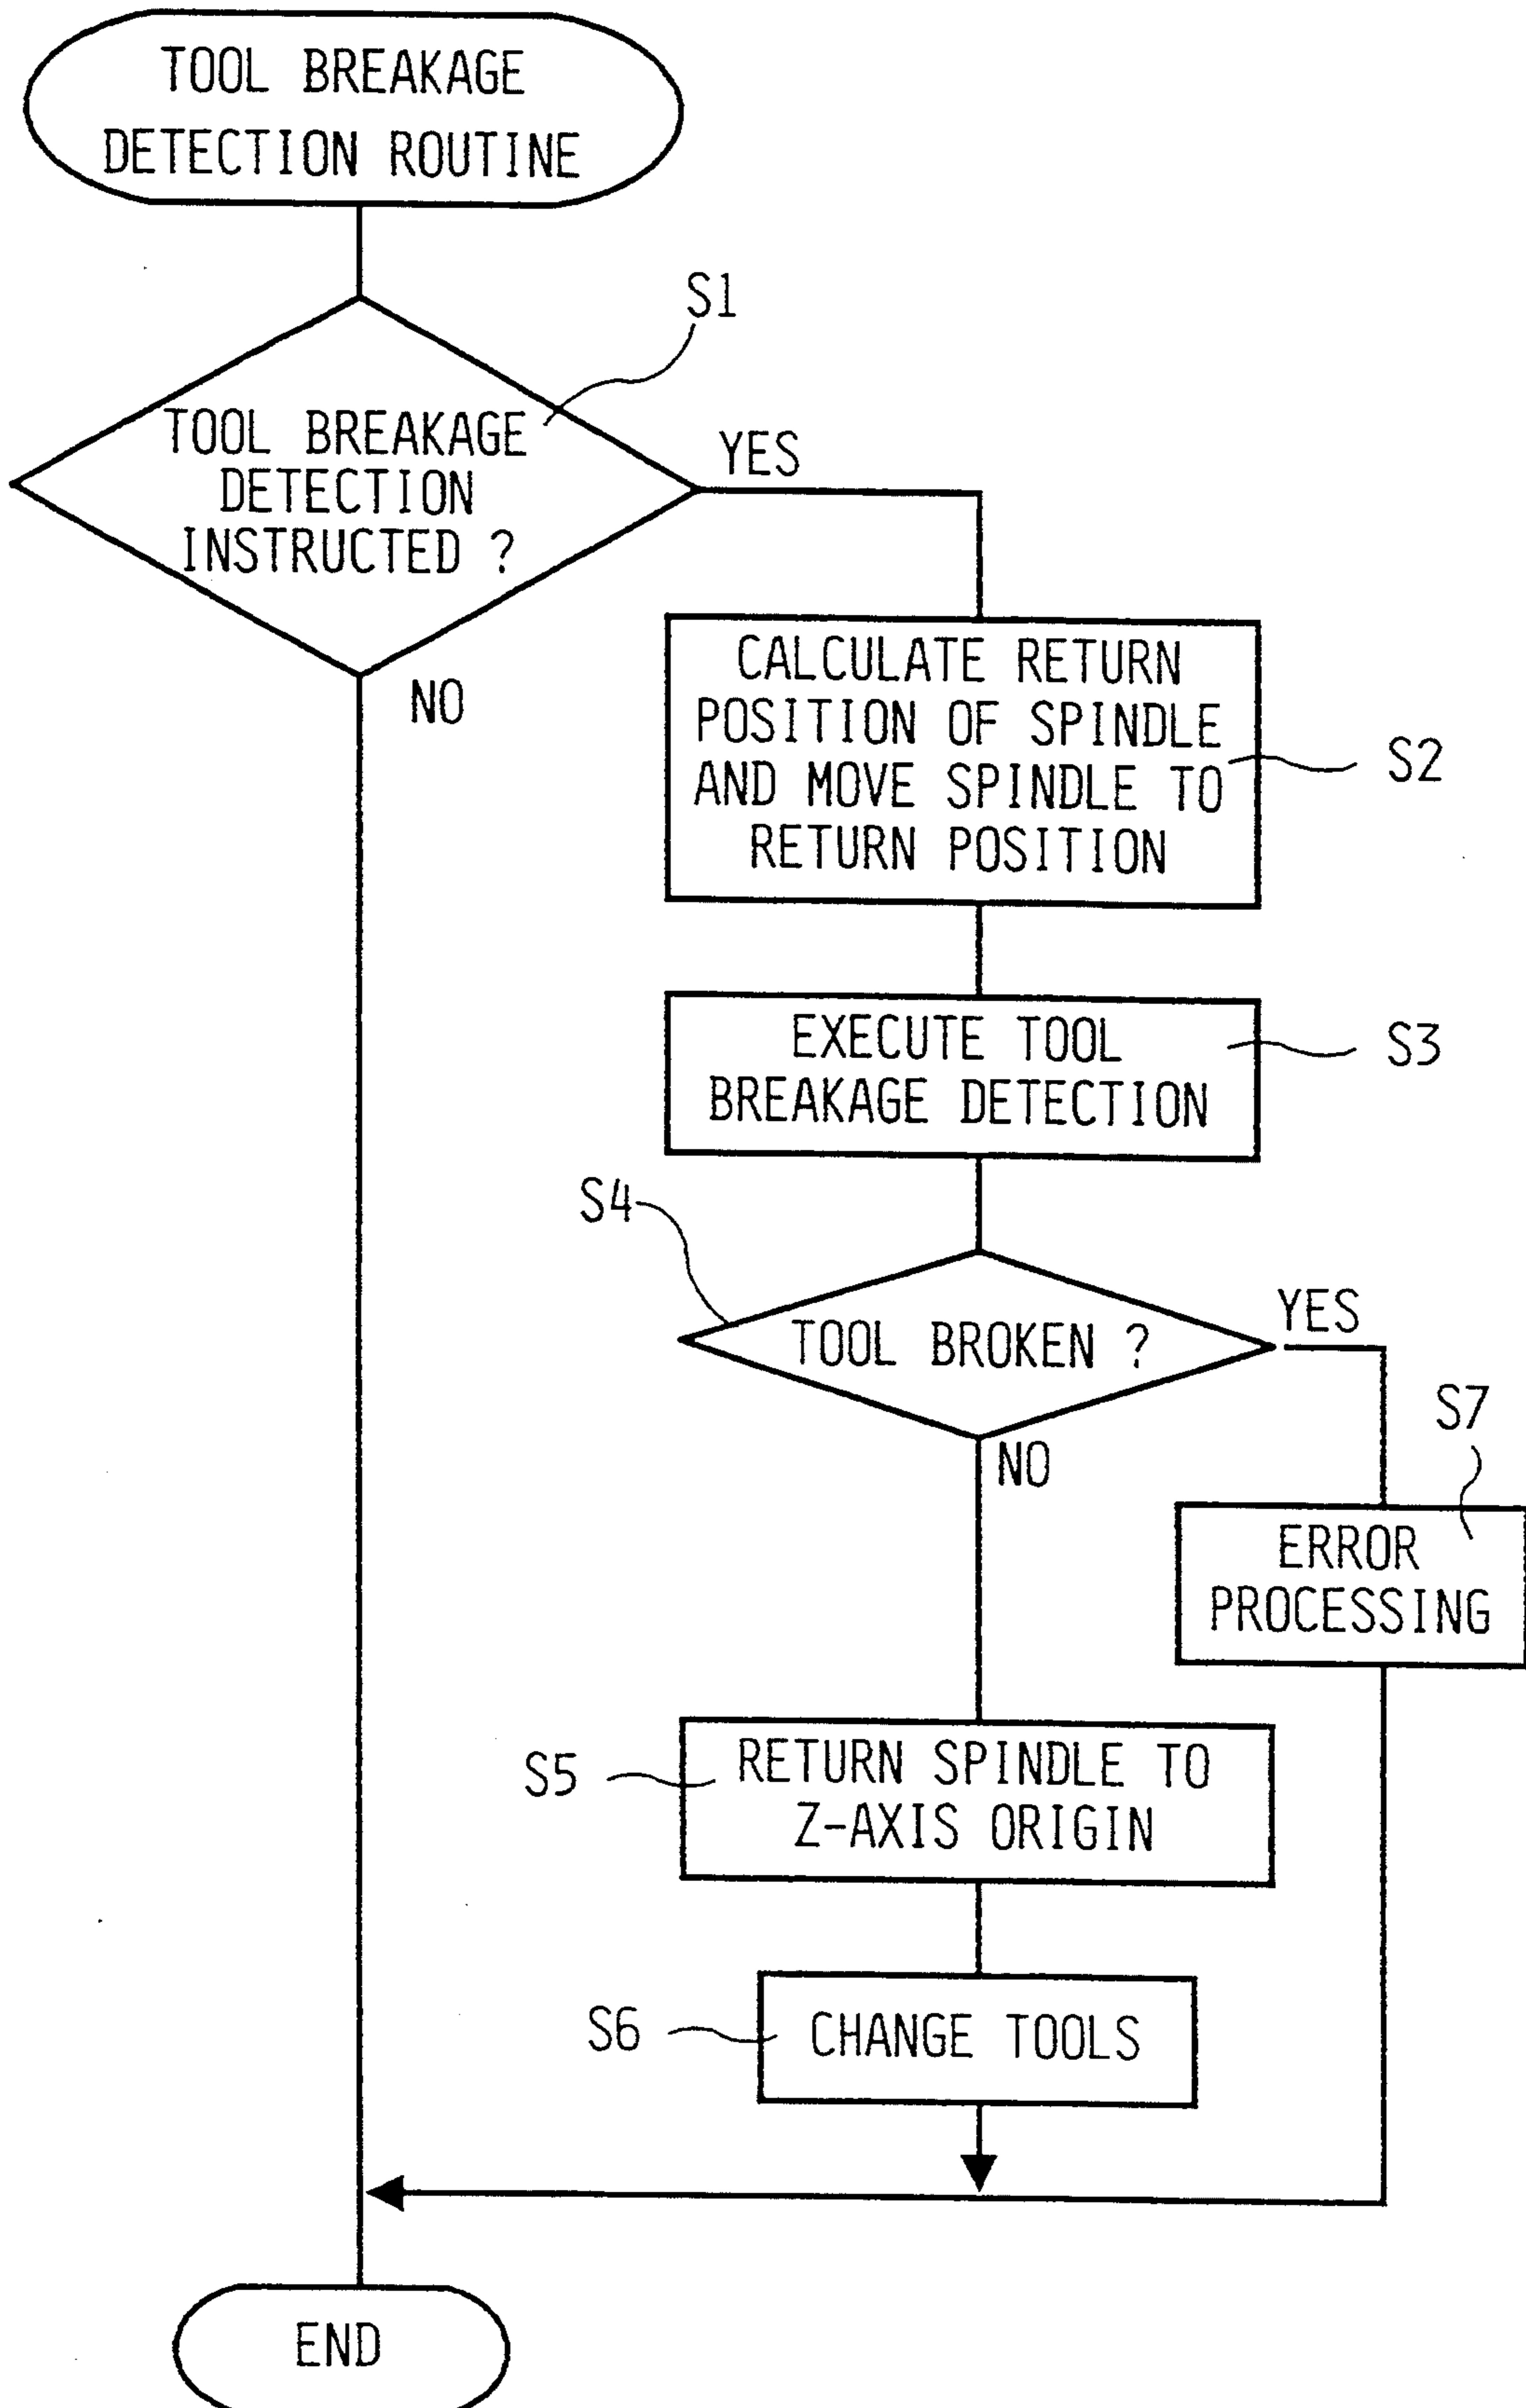 TOOL BREAKAGE
DETECTION ROUTINE
S1
TOOL BREAKAGE
DETECTION
INSTRUCTED ?
YES
NO
CALCULATE RETURN
POSITION OF SPINDLE
AND MOVE SPINDLE TO
RETURN POSITION
S2
EXECUTE TOOL
BREAKAGE DETECTION
S3
S4
TOOL BROKEN ?
YES
NO
S7
ERROR
PROCESSING
S5
RETURN SPINDLE TO
Z-AXIS ORIGIN
S6
CHANGE TOOLS
END